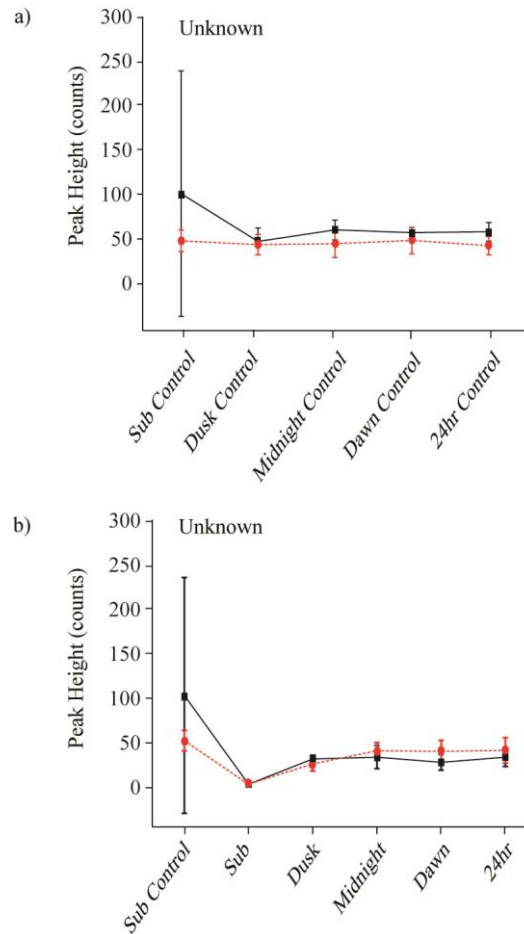 a)
Unknown
Peak Height (counts)
300
250
200
150
100
50
0
Sub Control
Dusk Control
Midnight Control
Dawn Control
24hr Control
b)
Unknown
Peak Height (counts)
300
250
200
150
100
50
0
Sub Control
Sub
Dusk
Midnight
Dawn
24hr